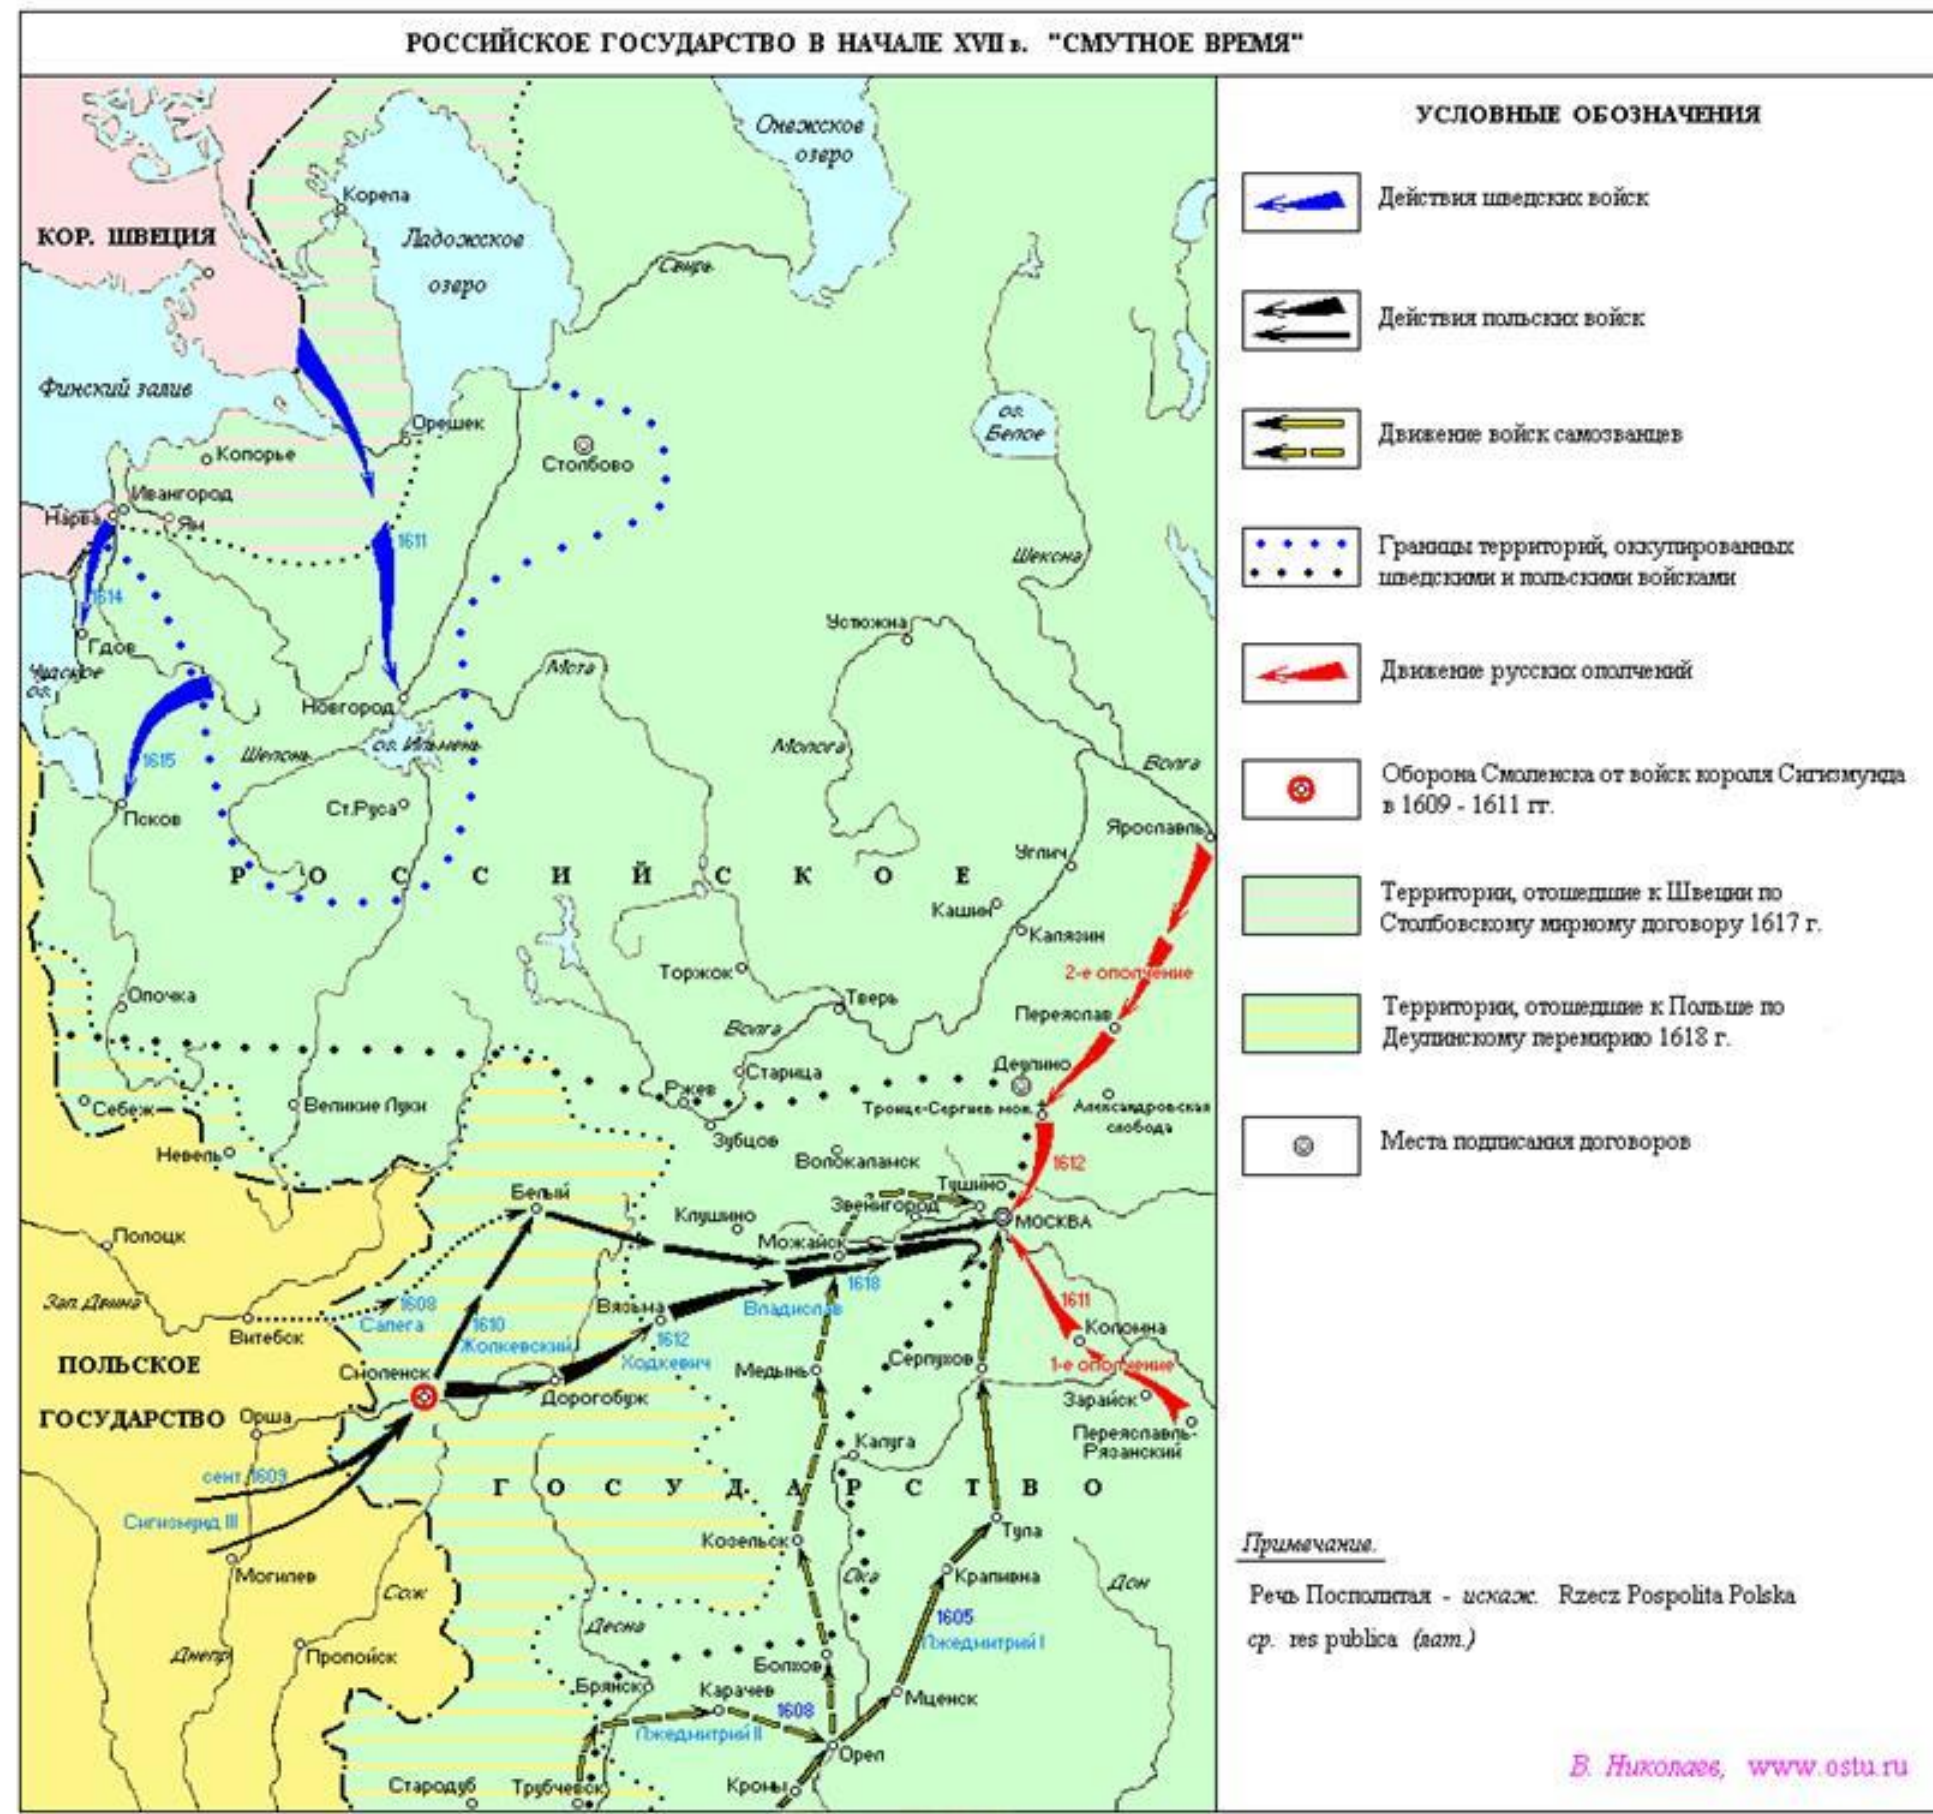 РОССИЙСКОЕ ГОСУДАРСТВО В НАЧАЛЕ XVII в. "СМУТНОЕ ВРЕМЯ"
Онежское
озеро
Корела
КОР. ШВЕЦИЯ
Ладожское
озеро
Свирь
Финский залив
Орешек
оз.
Белое
Копорье
Столбово
Ивангород
Нарва
Ям
1611
Шексна
1614
Гдов
Устюжна
Чудское
оз.
Мста
Новгород
оз. Ильмень
Шелонь
Молога
Волга
1615
Псков
Ст.Руса
Ярославль
Углич
Р О С С И Й С К О Е
Кашин
Калязин
Торжок
2-е ополчение
Опочка
Тверь
Переяслав
Волга
Деулино
Старица
Ржев
Себеж
Великие Луки
Троице-Сергиев мон.
Александровская
слобода
Зубцов
Невель
Волокаламск
1612
Белый
Тушино
Звенигород
Клушино
МОСКВА
Полоцк
Можайск
1618
Зап. Двина
1608
Сапега
Вязьма
Владислав
1611
Витебск
1610
Жолкевский
1612
Ходкевич
Коломна
ПОЛЬСКОЕ
Смоленск
Медынь
Серпухов
1-е ополчение
Дорогобуж
Зарайск
ГОСУДАРСТВО
Орша
Переяславль-
Рязанский
Калуга
сент. 1609
Г О С У Д А Р С Т В О
Сигизмунд III
Тула
Козельск
Могилев
Сож
Ока
Крапивна
Дон
1605
Лжедмитрий I
Десна
Днепр
Пропойск
Болхов
Брянск
Карачев
Мценск
1608
Лжедмитрий II
Орел
Стародуб
Трубчевск
Кромы
УСЛОВНЫЕ ОБОЗНАЧЕНИЯ
Действия шведских войск
Действия польских войск
Движение войск самозванцев
Границы территорий, оккупированных
шведскими и польскими войсками
Движение русских ополчений
Оборона Смоленска от войск короля Сигизмунда
в 1609 - 1611 гг.
Территории, отошедшие к Швеции по
Столбовскому мирному договору 1617 г.
Территории, отошедшие к Польше по
Деулинскому перемирию 1618 г.
Места подписания договоров
Примечание.
Речь Посполитая - искаж. Rzecz Pospolita Polska
ср. res publica (лат.)
В. Николаев, www.ostu.ru